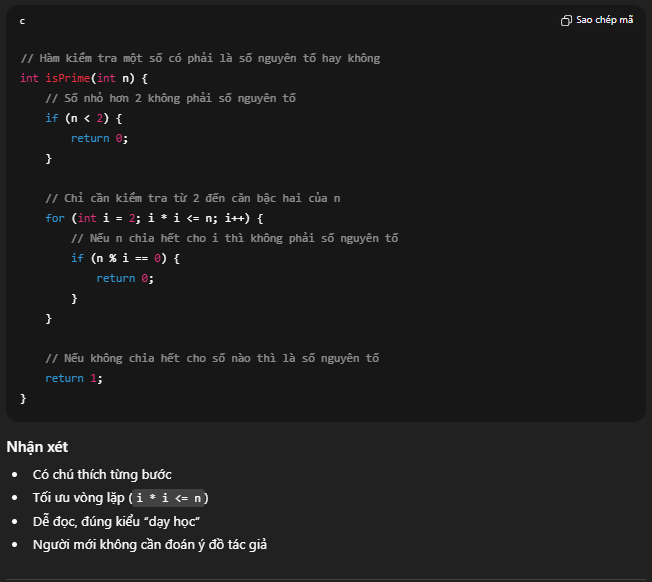 c
Sao chép mã
// Hàm kiểm tra một số có phải là số nguyên tố hay không
int isPrime(int n) {
    // Số nhỏ hơn 2 không phải số nguyên tố
    if (n < 2) {
        return 0;
    }
    // Chỉ cần kiểm tra từ 2 đến căn bậc hai của n
    for (int i = 2; i * i <= n; i++) {
        // Nếu n chia hết cho i thì không phải số nguyên tố
        if (n % i == 0) {
            return 0;
        }
    }
    // Nếu không chia hết cho số nào thì là số nguyên tố
    return 1;
}
Nhận xét
• Có chú thích từng bước
• Tối ưu vòng lặp (i * i <= n)
• Dễ đọc, đúng kiểu “dạy học”
• Người mới không cần đoán ý đồ tác giả